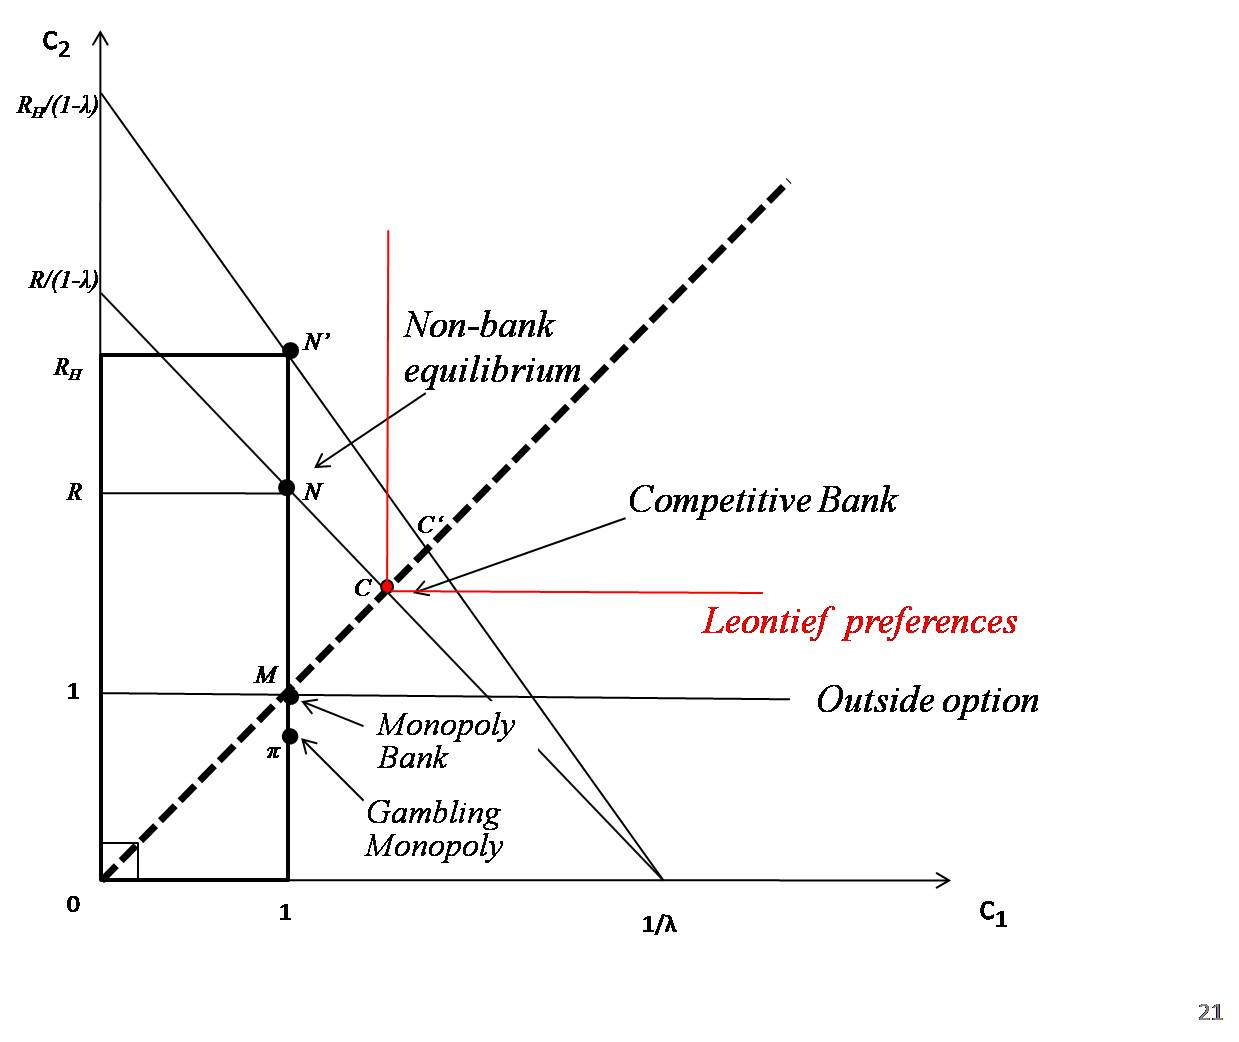 C2
RH/(1-λ)
R/(1-λ)
Non-bank
equilibrium
N’
RH
R
N
Competitive Bank
C‘
C
Leontief preferences
M
1
Outside option
Monopoly
Bank
π
Gambling
Monopoly
0
1
1/λ
C1
21